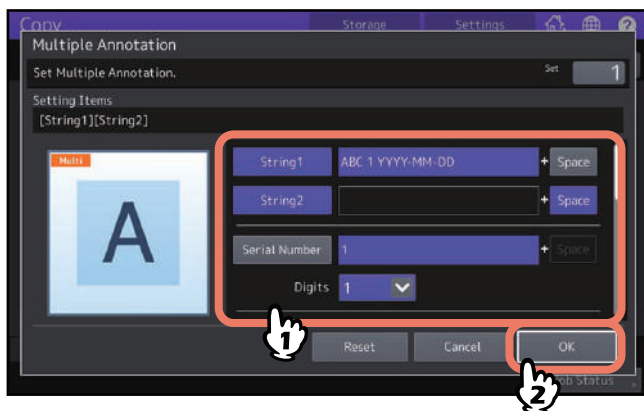 Copy Storage Settings
Multiple Annotation
Set Multiple Annotation. Set 1
Setting Items
[String1][String2]
Multi
A
String1 ABC 1 YYYY-MM-DD + Space
String2 + Space
Serial Number 1 + Space
Digits 1
1
Reset Cancel OK
2
Job Status